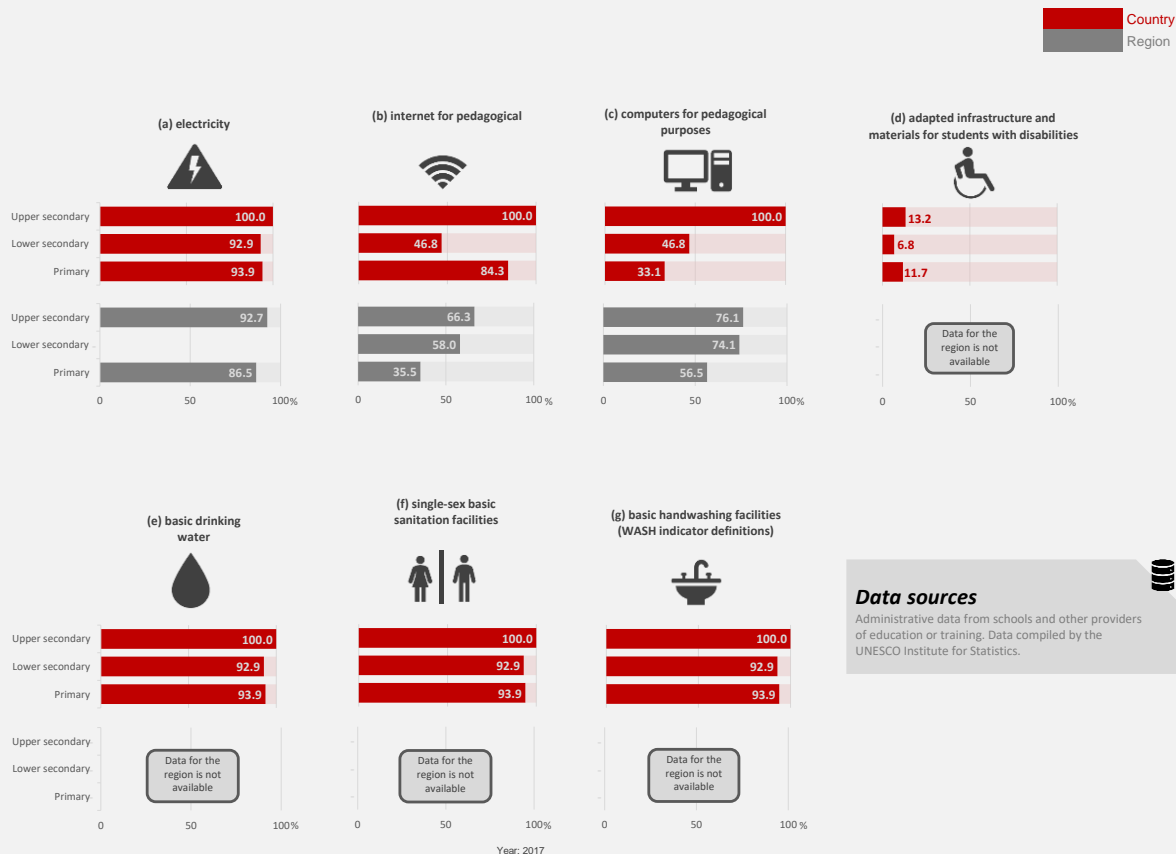 Country
Region
(a) electricity
(b) internet for pedagogical
(c) computers for pedagogical
purposes
(d) adapted infrastructure and
materials for students with disabilities
Upper secondary
100.0
100.0
100.0
13.2
Lower secondary
92.9
46.8
46.8
6.8
Primary
93.9
84.3
33.1
11.7
Upper secondary
92.7
66.3
76.1
Lower secondary
58.0
74.1
Primary
86.5
35.5
56.5
Data for the
region is not
available
0 50 100%
0 50 100%
0 50 100%
0 50 100%
(e) basic drinking
water
(f) single-sex basic
sanitation facilities
(g) basic handwashing facilities
(WASH indicator definitions)
Upper secondary
100.0
100.0
100.0
Lower secondary
92.9
92.9
92.9
Primary
93.9
93.9
93.9
Upper secondary
Lower secondary
Primary
Data for the
region is not
available
Data for the
region is not
available
Data for the
region is not
available
0 50 100%
0 50 100%
0 50 100 %
Year: 2017
Data sources
Administrative data from schools and other providers
of education or training. Data compiled by the
UNESCO Institute for Statistics.